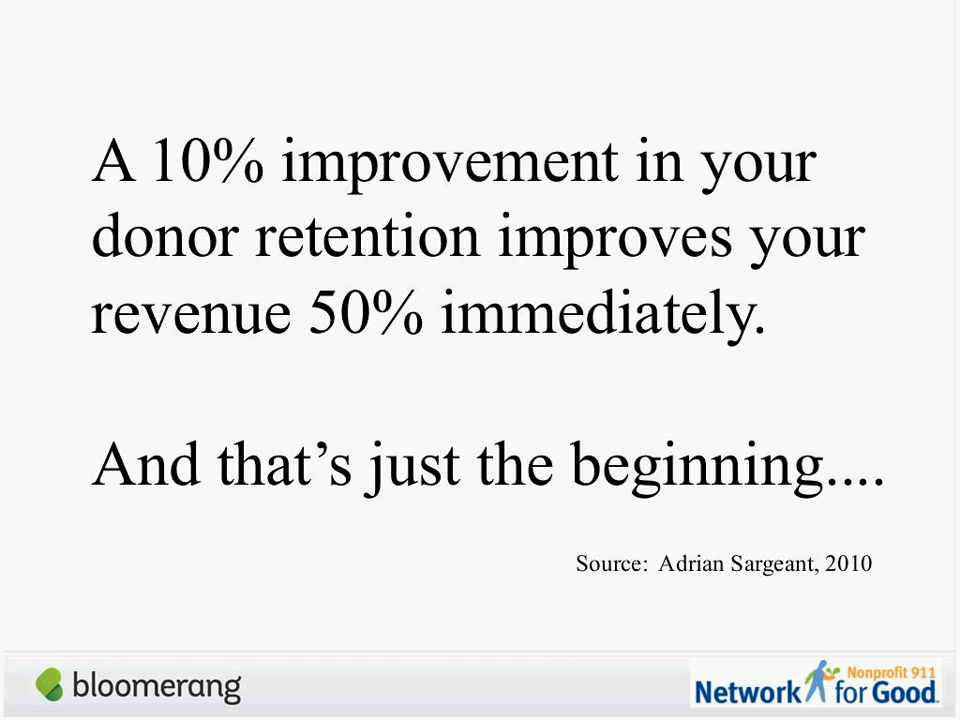 A 10% improvement in your
donor retention improves your
revenue 50% immediately.
And that’s just the beginning....
Source: Adrian Sargeant, 2010
bloomerang
Nonprofit 911
Network for Good.